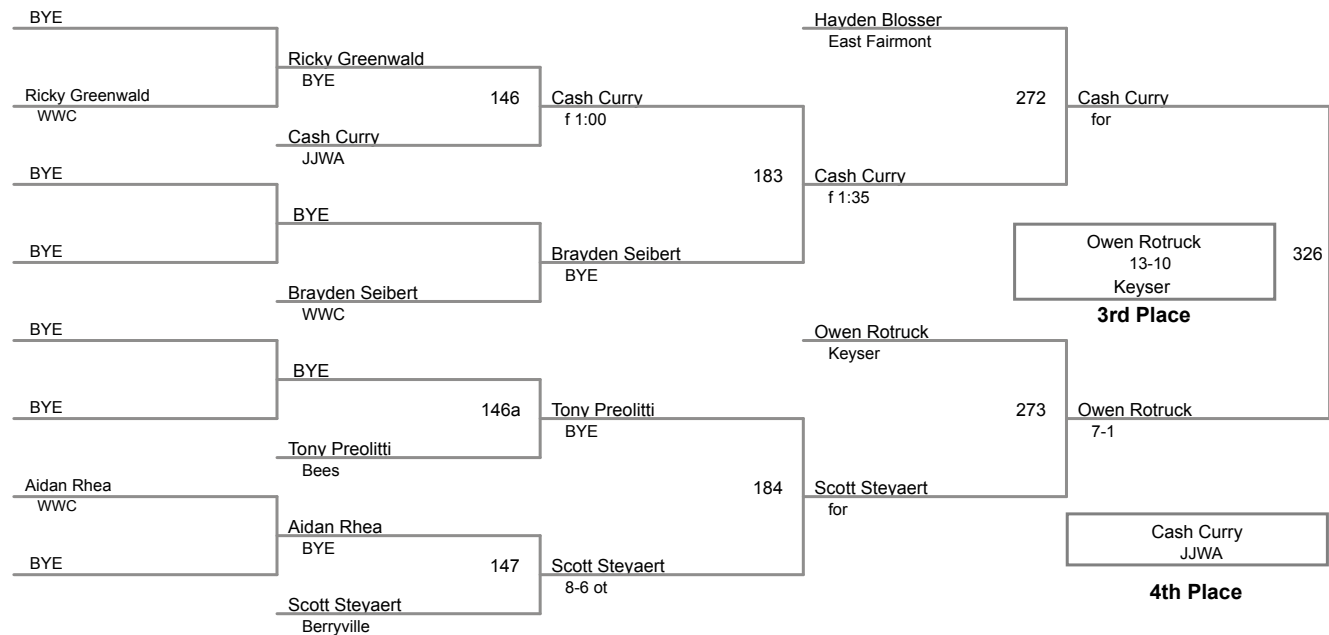 BYE
Hayden Blosser
East Fairmont
Ricky Greenwald
BYE
Ricky Greenwald
WWC
146
Cash Curry
f 1:00
272
Cash Curry
for
Cash Curry
JJWA
BYE
183
Cash Curry
f 1:35
BYE
BYE
Brayden Seibert
BYE
Owen Rotruck
13-10
Keyser
326
3rd Place
Brayden Seibert
WWC
BYE
Owen Rotruck
Keyser
BYE
BYE
146a
Tony Preolitti
BYE
273
Owen Rotruck
7-1
Tony Preolitti
Bees
Aidan Rhea
WWC
184
Scott Steyaert
for
Aidan Rhea
BYE
Cash Curry
JJWA
BYE
147
Scott Steyaert
8-6 ot
4th Place
Scott Steyaert
Berryville